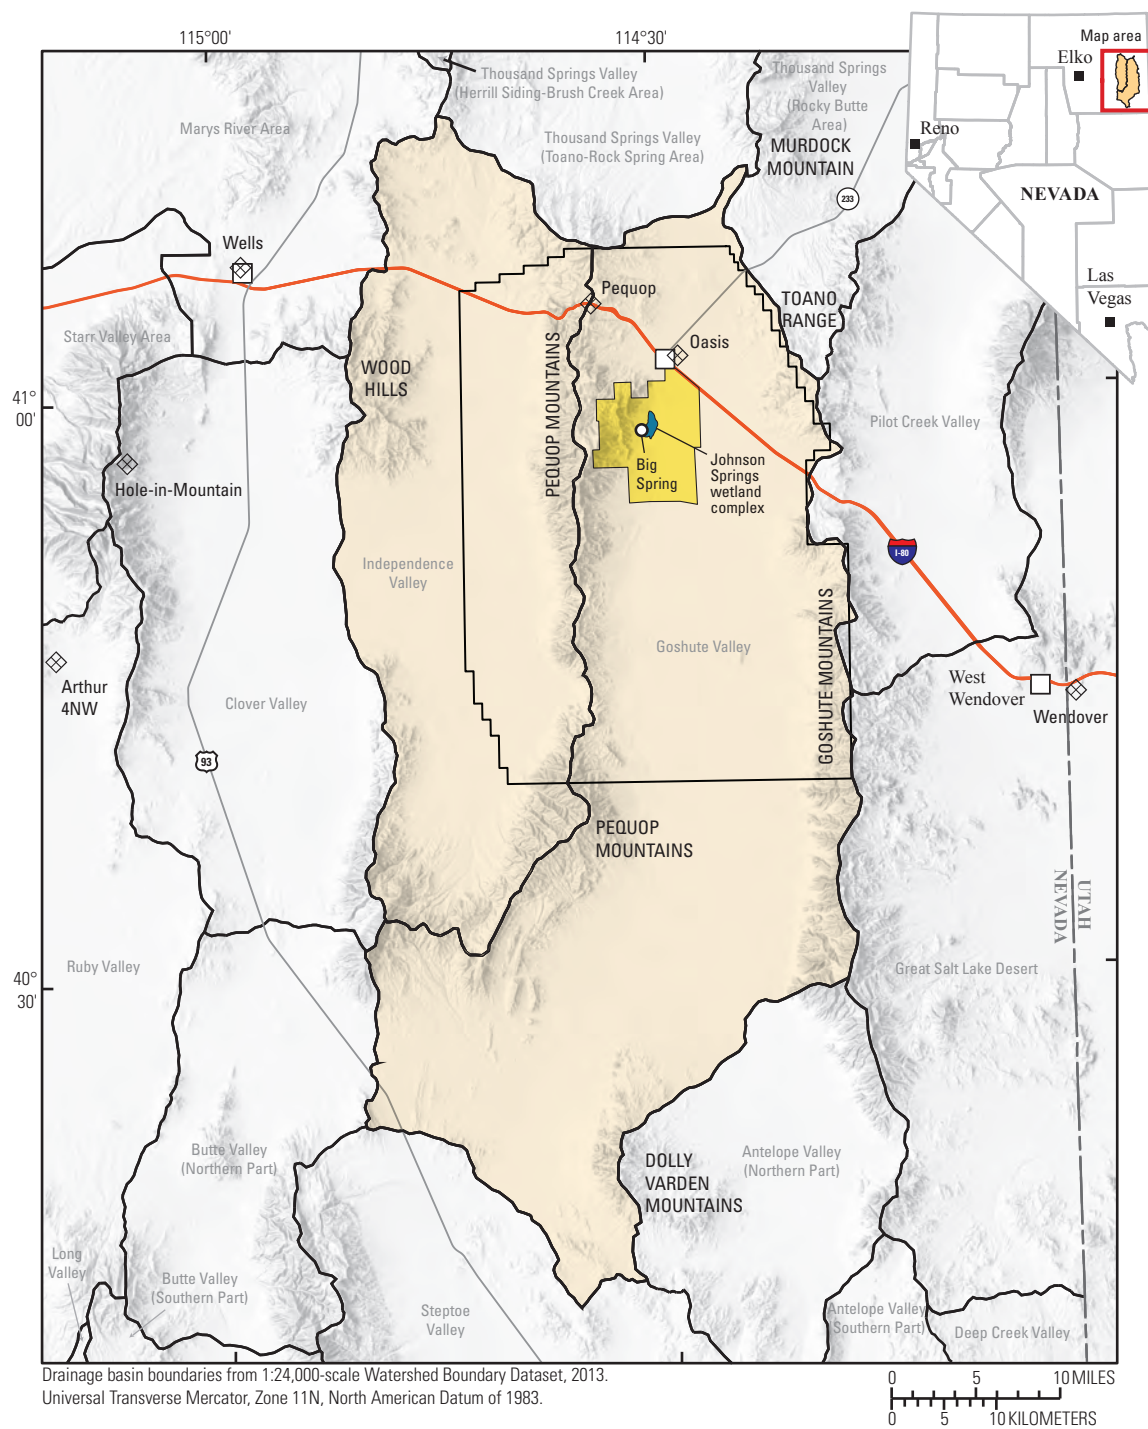 115°00'
114°30'
Map area
Elko
Reno
NEVADA
Las
Vegas
Thousand Springs Valley
(Herrill Siding-Brush Creek Area)
Thousand Springs
Valley
(Rocky Butte
Area)
Marys River Area
Thousand Springs Valley
(Toano-Rock Spring Area)
MURDOCK
MOUNTAIN
233
Wells
Pequop
TOANO
RANGE
Starr Valley Area
Oasis
WOOD
HILLS
PEQUOP MOUNTAINS
41°
00'
Pilot Creek Valley
Big
Spring
Johnson
Springs
wetland
complex
Hole-in-Mountain
I-80
Independence
Valley
GOSHUTE MOUNTAINS
Goshute Valley
Arthur
4NW
Clover Valley
West
Wendover
Wendover
93
PEQUOP
MOUNTAINS
NEVADA
UTAH
Ruby Valley
Great Salt Lake Desert
40°
30'
Butte Valley
(Northern Part)
DOLLY
VARDEN
MOUNTAINS
Antelope Valley
(Northern Part)
Long
Valley
Butte Valley
(Southern Part)
Steptoe
Valley
Antelope Valley
Southern Part)
Deep Creek Valley
Drainage basin boundaries from 1:24,000-scale Watershed Boundary Dataset, 2013.
Universal Transverse Mercator, Zone 11N, North American Datum of 1983.
0 5 10 MILES
0 5 10 KILOMETERS